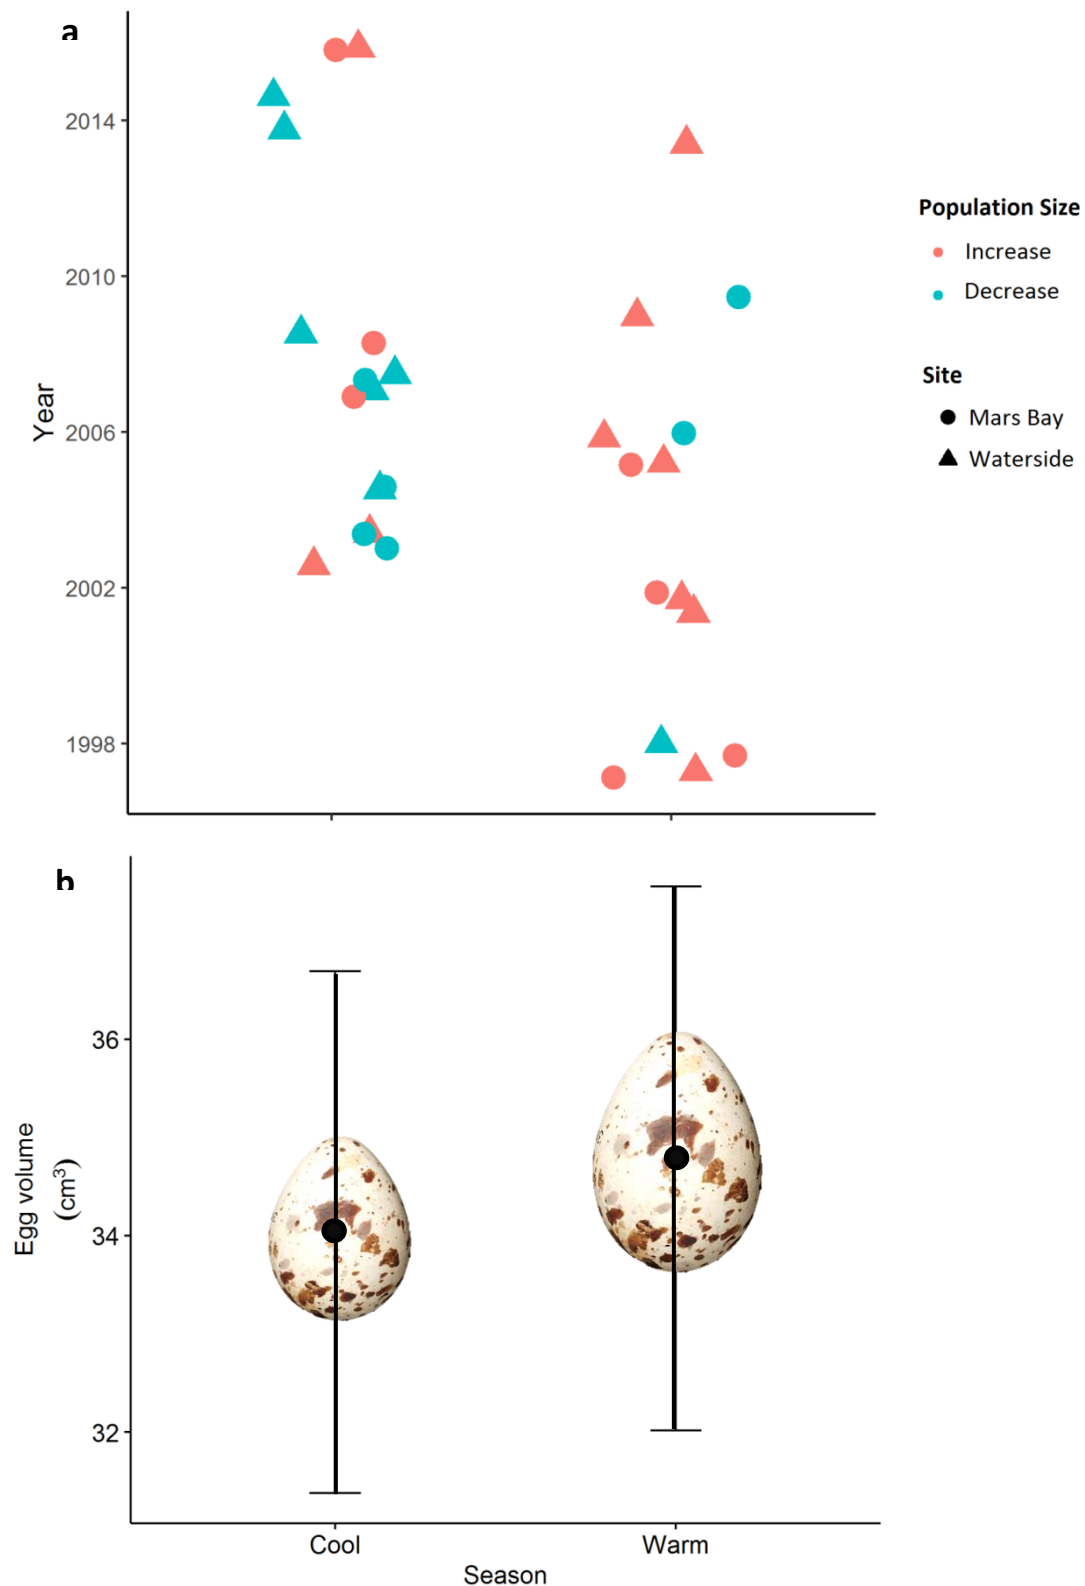 a
2014
2010
2006
2002
1998
Year
Population Size
Increase
Decrease
Site
Mars Bay
Waterside
b
36
34
32
Egg volume
(cm³)
Cool
Warm
Season